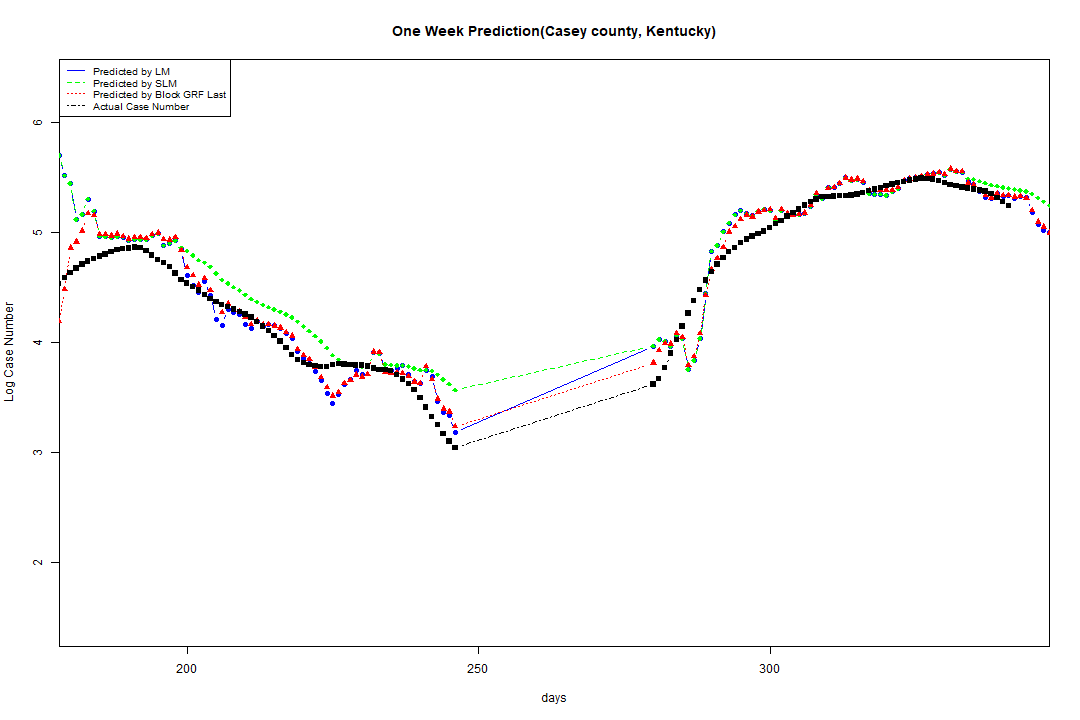 One Week Prediction(Casey county, Kentucky)
Predicted by LM
Predicted by SLM
Predicted by Block GRF Last
Actual Case Number
Log Case Number
6
5
4
3
2
200
250
300
days